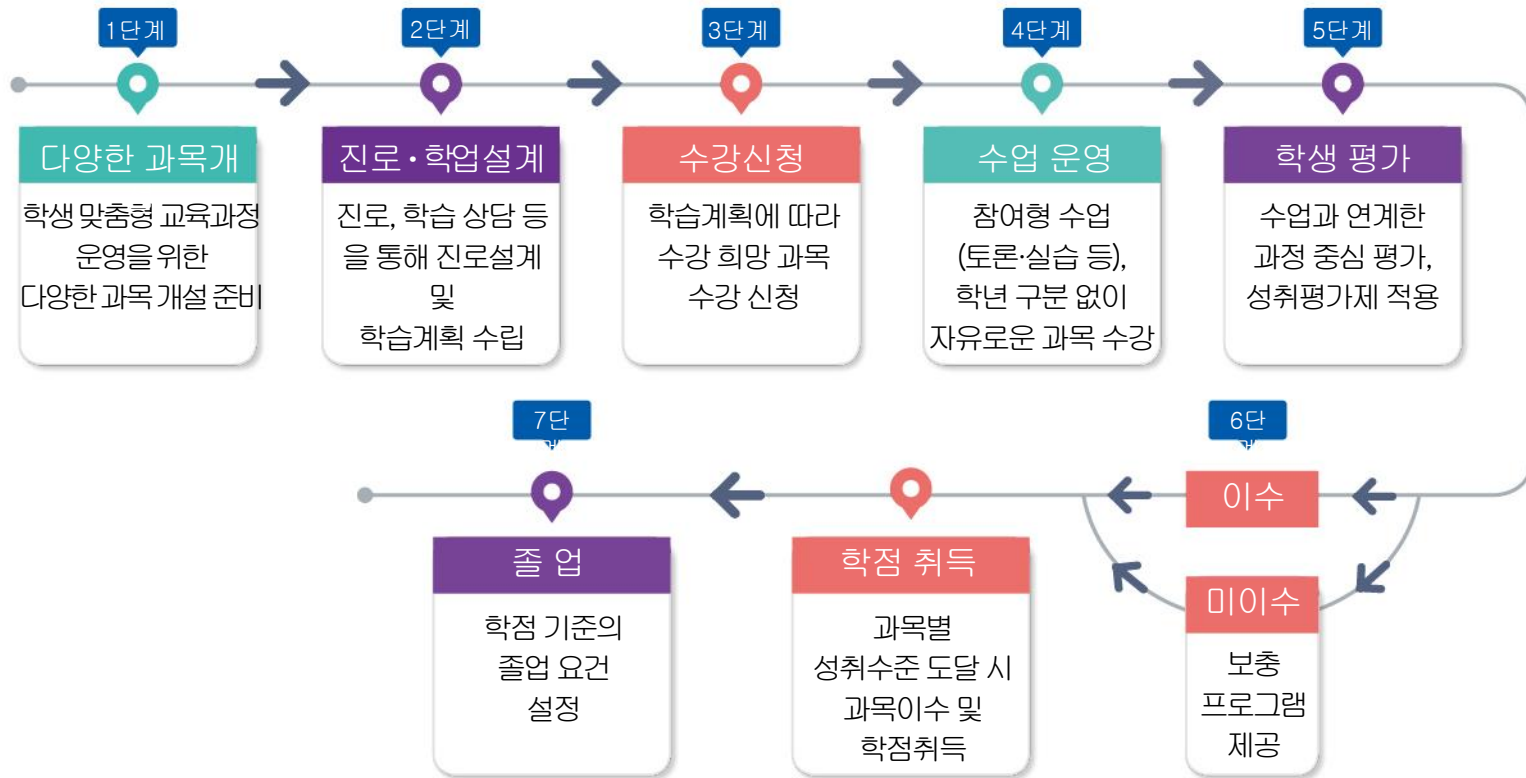 1단계
다양한 과목개
학생 맞춤형 교육과정
운영을 위한
다양한 과목 개설 준비
2단계
진로·학업설계
진로, 학습 상담 등
을 통해 진로설계
및
학습계획 수립
3단계
수강신청
학습계획에 따라
수강 희망 과목
수강 신청
4단계
수업 운영
참여형 수업
(토론·실습 등),
학년 구분 없이
자유로운 과목 수강
5단계
학생 평가
수업과 연계한
과정 중심 평가,
성취평가제 적용
6단
이수
미이수
보충
프로그램
제공
학점 취득
과목별
성취수준 도달 시
과목이수 및
학점취득
7단
졸 업
학점 기준의
졸업 요건
설정